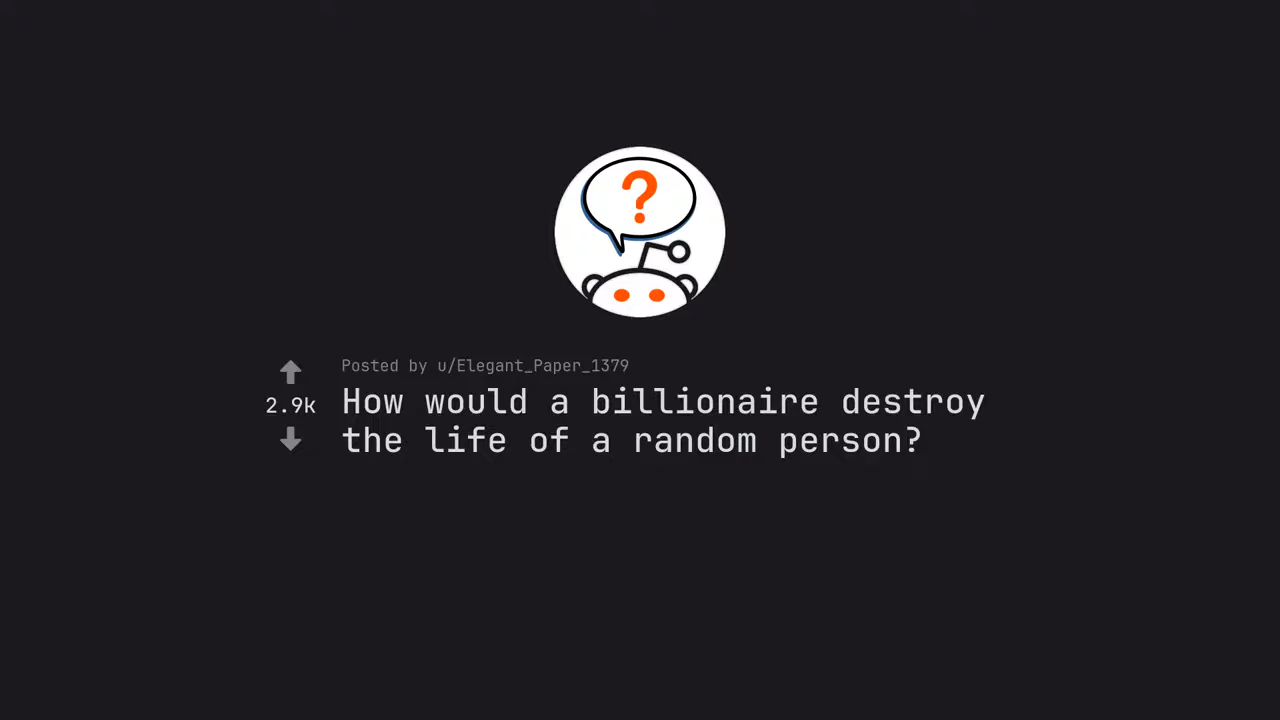 ?
Posted by u/Elegant_Paper_1379
2.9k
How would a billionaire destroy
the life of a random person?